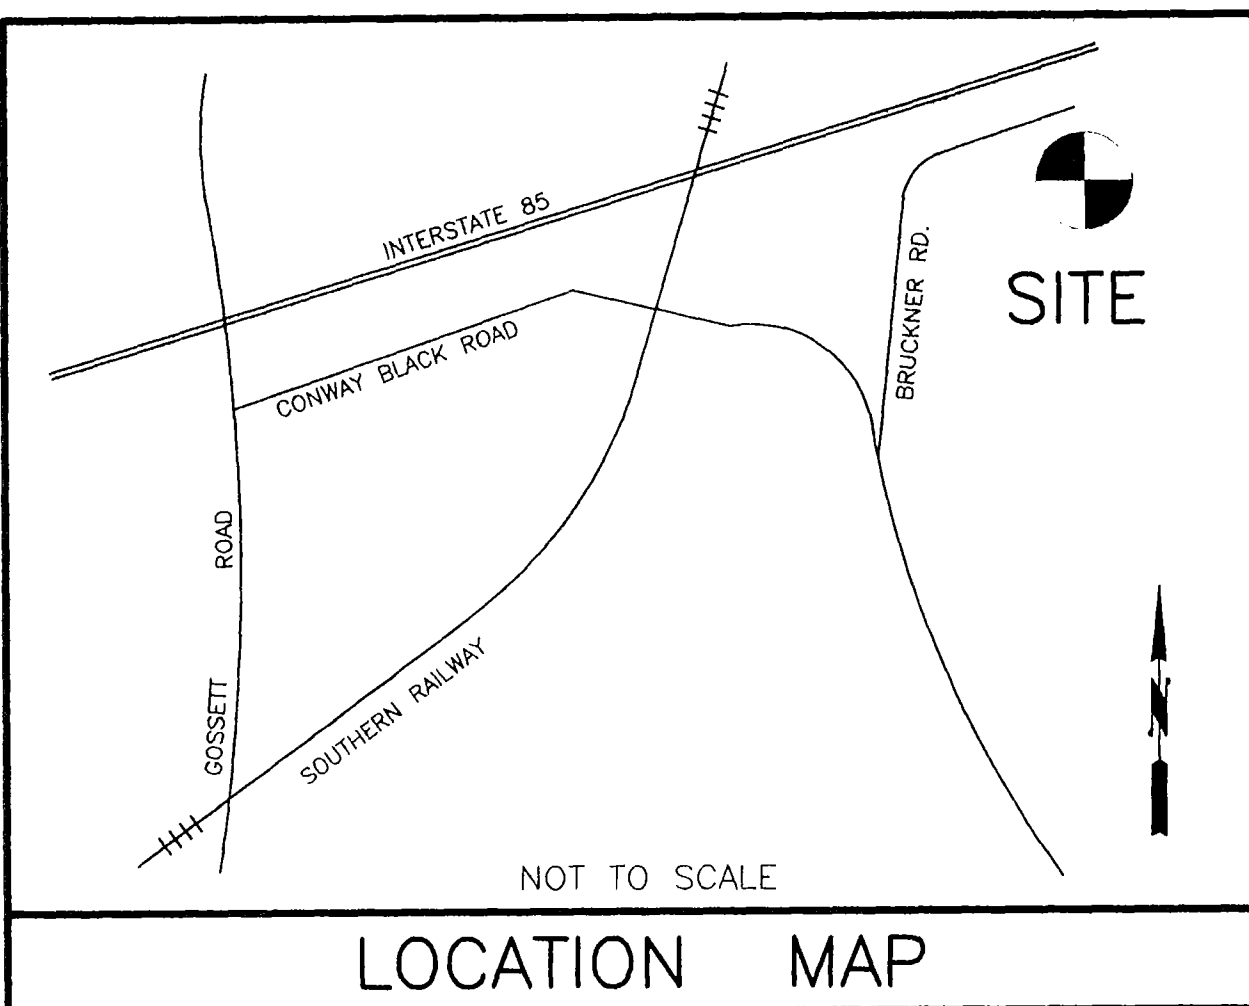 INTERSTATE 85
BRUCKNER RD.
SITE
CONWAY BLACK ROAD
GOSSETT ROAD
SOUTHERN RAILWAY
N
NOT TO SCALE
LOCATION MAP